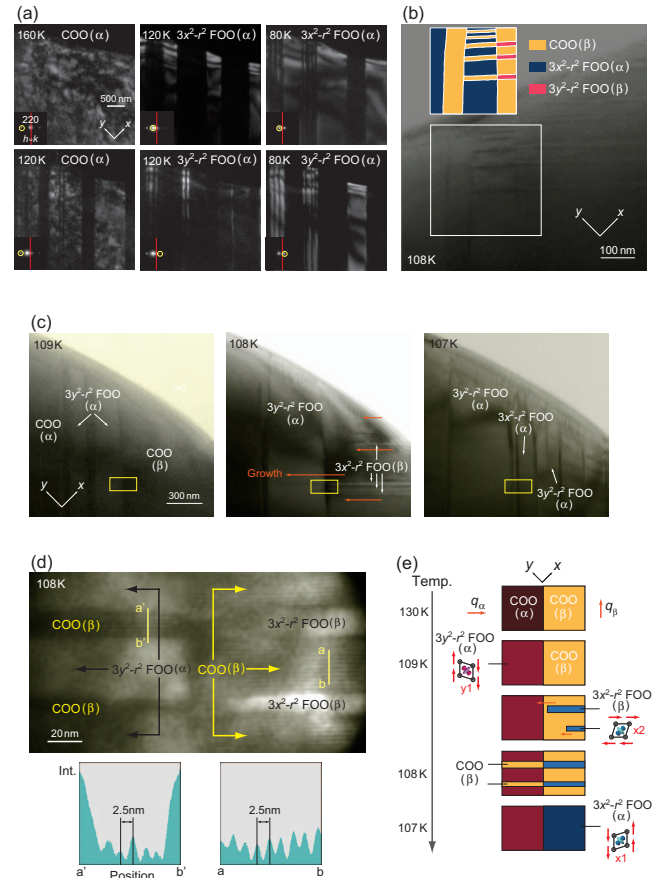 (a)
160K COO(α)
500 nm
220
h-k
y x
120K 3x²-r² FOO(α)
80K 3x²-r² FOO(α)
120K COO(α)
120K 3y²-r² FOO(α)
80K 3y²-r² FOO(α)
(b)
COO(β)
3x²-r² FOO(α)
3y²-r² FOO(β)
y x
108K
100 nm
(c)
109K
3y²-r² FOO
(α)
COO
(α)
COO
(β)
y x
300 nm
108K
3y²-r² FOO
(α)
3x²-r² FOO(β)
Growth
107K
3y²-r² FOO
(α)
3x²-r² FOO
(α)
3y²-r² FOO
(α)
(d)
108K
COO(β)
a'
b'
3y²-r² FOO(α)
COO(β)
COO(β)
3x²-r² FOO(β)
a
b
3x²-r² FOO(β)
20nm
Int.
2.5nm
a' Position b'
2.5nm
a b
(e)
Temp.
y x
130K
qα
COO
(α)
COO
(β)
qβ
3y²-r² FOO
(α)
109K
y1
COO
(β)
3x²-r² FOO
(β)
x2
COO
(β)
108K
107K
3x²-r² FOO
(α)
x1